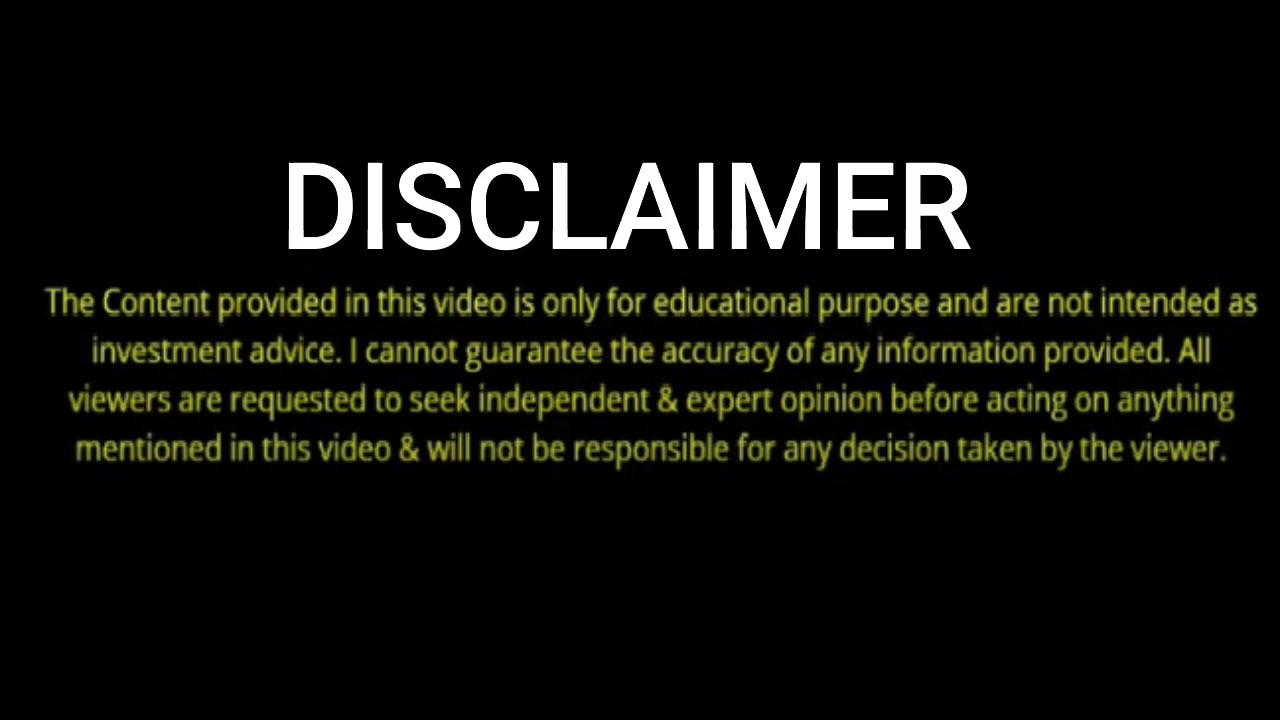 DISCLAIMER
The Content provided in this video is only for educational purpose and are not intended as
investment advice. I cannot guarantee the accuracy of any information provided. All
viewers are requested to seek independent & expert opinion before acting on anything
mentioned in this video & will not be responsible for any decision taken by the viewer.